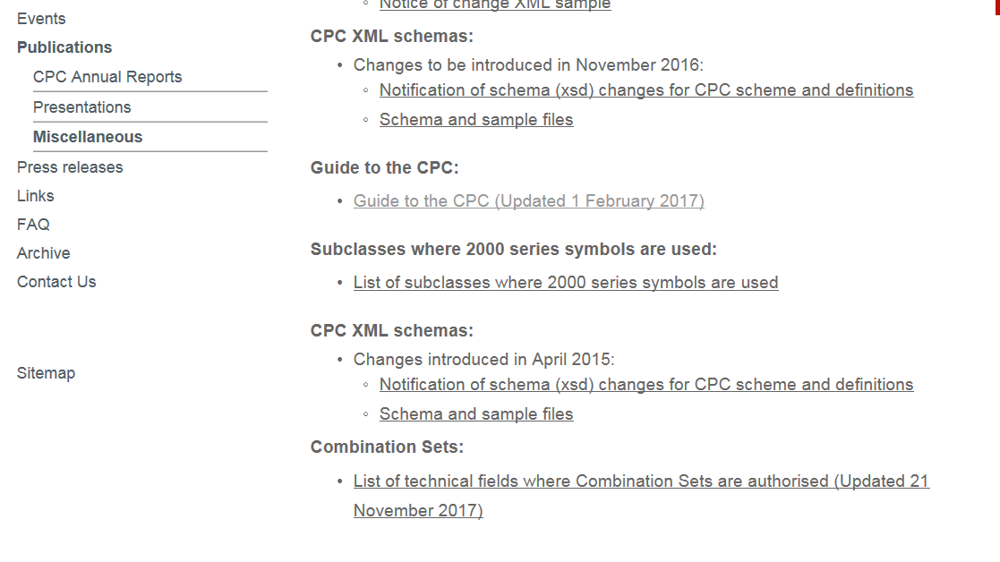 Events
Publications
CPC Annual Reports
Presentations
Miscellaneous
Press releases
Links
FAQ
Archive
Contact Us
Sitemap
Notice of change XML sample
CPC XML schemas:
Changes to be introduced in November 2016:
Notification of schema (xsd) changes for CPC scheme and definitions
Schema and sample files
Guide to the CPC:
Guide to the CPC (Updated 1 February 2017)
Subclasses where 2000 series symbols are used:
List of subclasses where 2000 series symbols are used
CPC XML schemas:
Changes introduced in April 2015:
Notification of schema (xsd) changes for CPC scheme and definitions
Schema and sample files
Combination Sets:
List of technical fields where Combination Sets are authorised (Updated 21
November 2017)